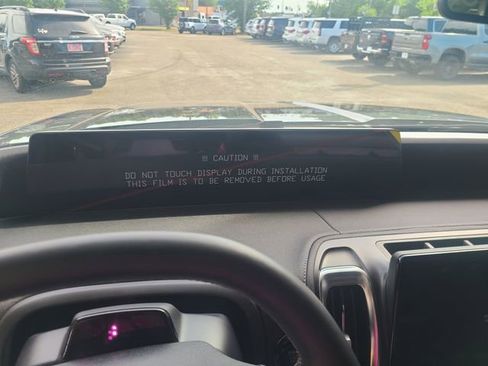 !!! CAUTION !!!
DO NOT TOUCH DISPLAY DURING INSTALLATION
THIS FILM IS TO BE REMOVED BEFORE USAGE